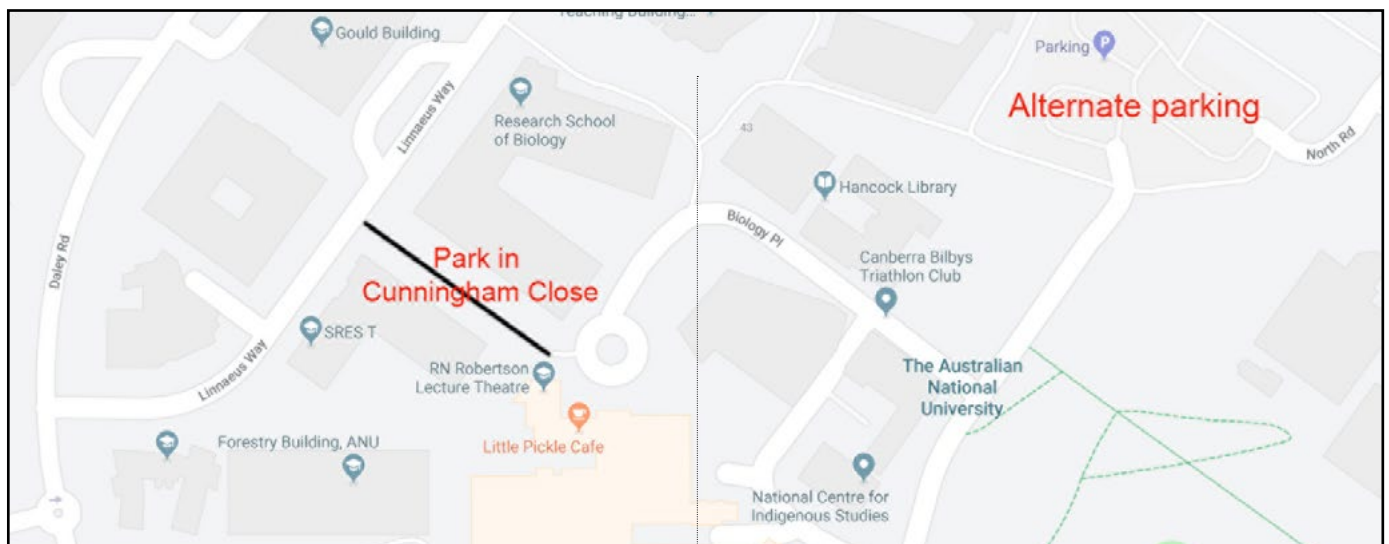 Teaching Building...
Gould Building
Parking
P
Alternate parking
Linnaeus Way
Research School
of Biology
43
North Rd
Hancock Library
Biology Pl
Daley Rd
Park in
Cunningham Close
Canberra Bilbys
Triathlon Club
SRES T
Linnaeus Way
RN Robertson
Lecture Theatre
The Australian
National
University
Little Pickle Cafe
Forestry Building, ANU
National Centre for
Indigenous Studies